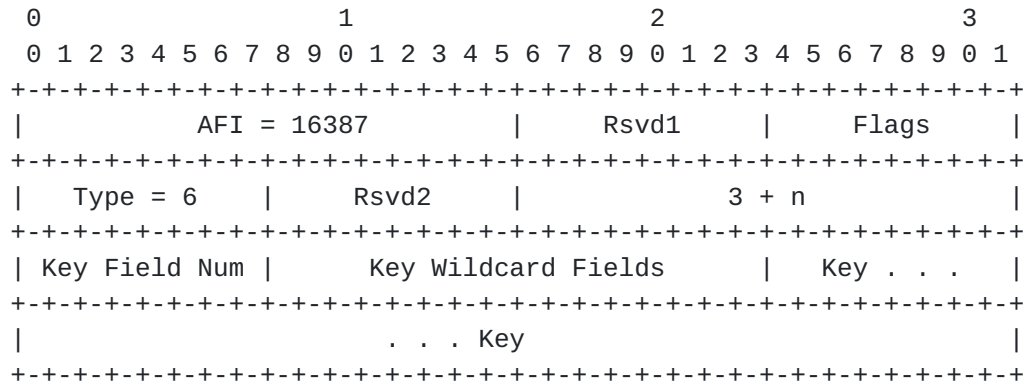 0                   1                   2                   3
 0 1 2 3 4 5 6 7 8 9 0 1 2 3 4 5 6 7 8 9 0 1 2 3 4 5 6 7 8 9 0 1
+-+-+-+-+-+-+-+-+-+-+-+-+-+-+-+-+-+-+-+-+-+-+-+-+-+-+-+-+-+-+-+-+
|           AFI = 16387         |     Rsvd1     |     Flags     |
+-+-+-+-+-+-+-+-+-+-+-+-+-+-+-+-+-+-+-+-+-+-+-+-+-+-+-+-+-+-+-+-+
|   Type = 6    |     Rsvd2     |             3 + n             |
+-+-+-+-+-+-+-+-+-+-+-+-+-+-+-+-+-+-+-+-+-+-+-+-+-+-+-+-+-+-+-+-+
| Key Field Num |      Key Wildcard Fields      |   Key . . .   |
+-+-+-+-+-+-+-+-+-+-+-+-+-+-+-+-+-+-+-+-+-+-+-+-+-+-+-+-+-+-+-+-+
|                       . . . Key                               |
+-+-+-+-+-+-+-+-+-+-+-+-+-+-+-+-+-+-+-+-+-+-+-+-+-+-+-+-+-+-+-+-+